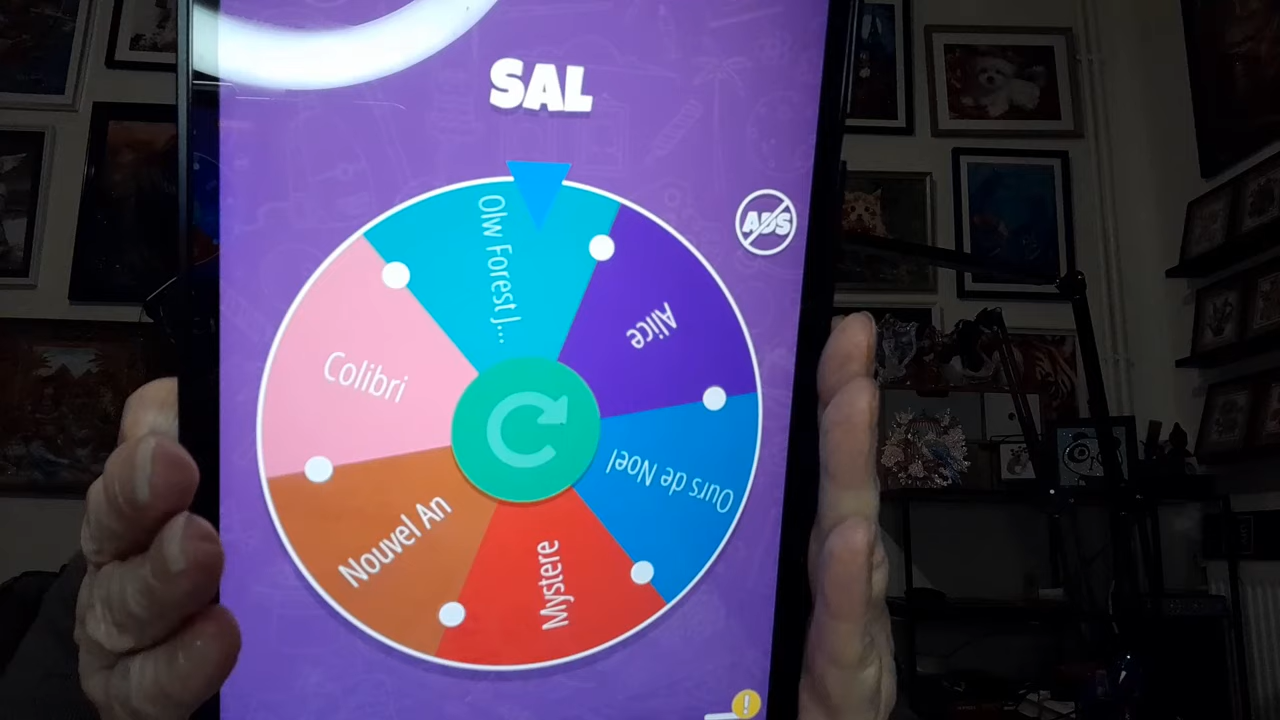 SAL
ADS
Olw Forest J...
Alice
Colibri
Ours de Noel
Nouvel An
Mystere
!